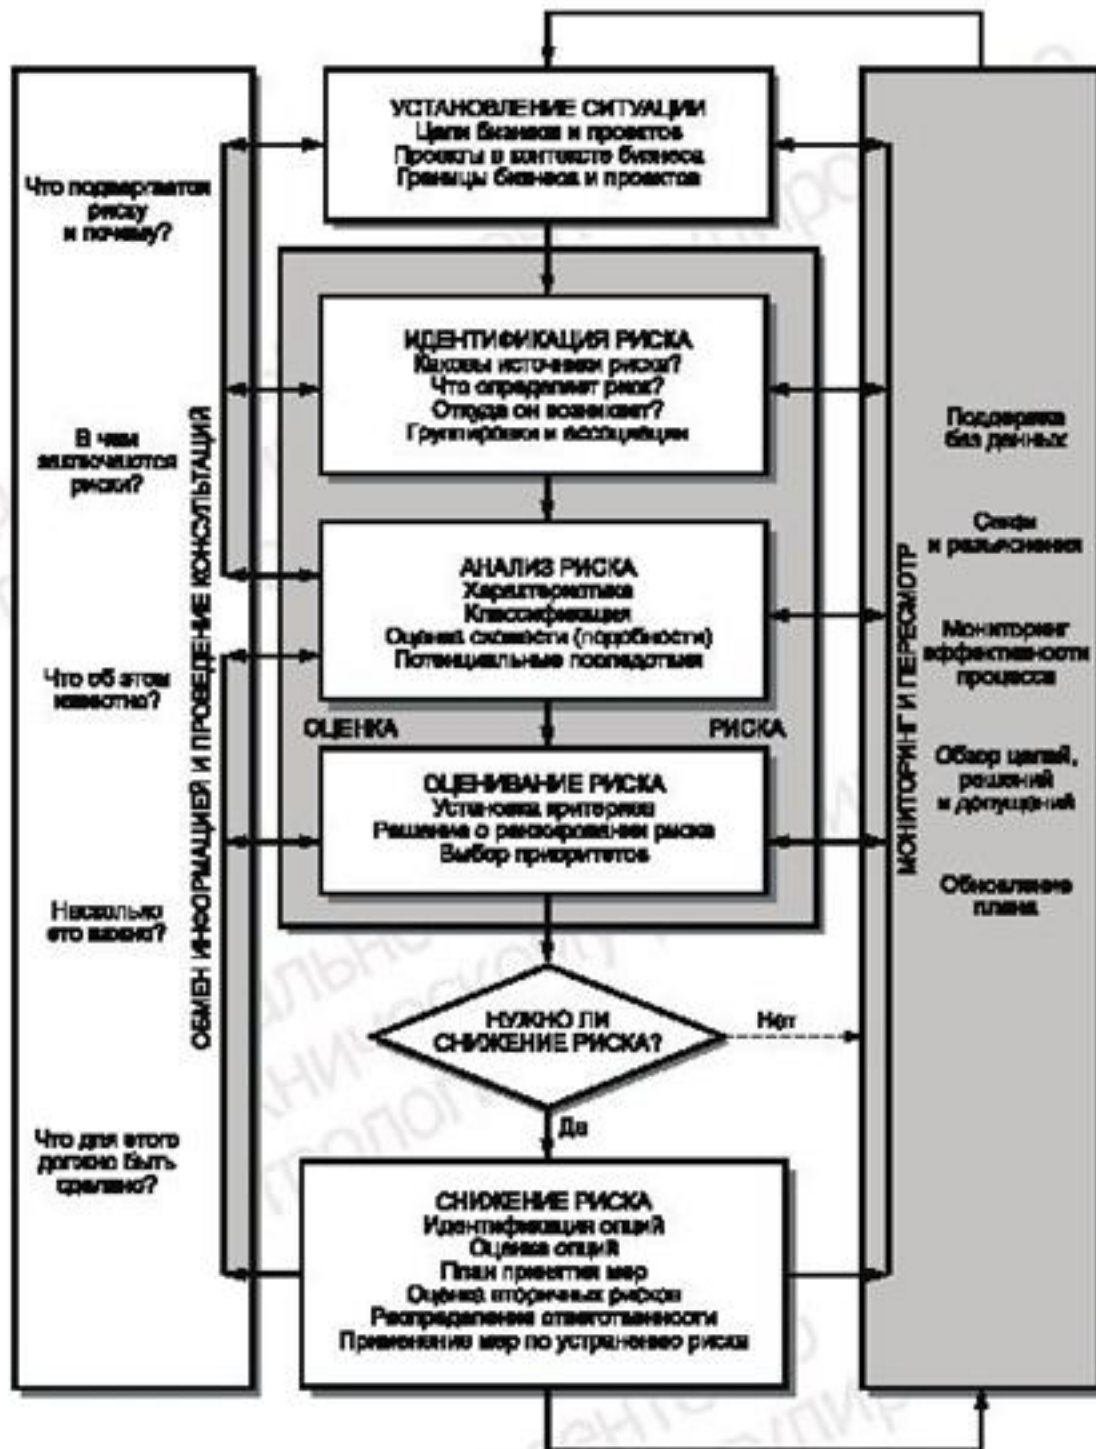 УСТАНОВЛЕНИЕ СИТУАЦИИ
Цели бизнеса и проектов
Проекты в контексте бизнеса
Границы бизнеса и проектов
Что подвергается
риску
и почему?
ИДЕНТИФИКАЦИЯ РИСКА
Каковы источники риска?
Что определяет риск?
Откуда он возникает?
Группировки и ассоциации
В чем
заключаются
риски?
ОБМЕН ИНФОРМАЦИЕЙ И ПРОВЕДЕНИЕ КОНСУЛЬТАЦИЙ
АНАЛИЗ РИСКА
Характеристика
Классификация
Оценка схожести (подобности)
Потенциальные последствия
Что об этом
известно?
ОЦЕНКА РИСКА
ОЦЕНИВАНИЕ РИСКА
Установка критериев
Решение о ранжировании риска
Выбор приоритетов
Насколько
это важно?
НУЖНО ЛИ
СНИЖЕНИЕ РИСКА?
Нет
Да
Что для этого
должно быть
сделано?
СНИЖЕНИЕ РИСКА
Идентификация опций
Оценка опций
План принятия мер
Оценка вторичных рисков
Распределение ответственности
Применение мер по устранению риска
МОНИТОРИНГ И ПЕРЕСМОТР
Поддержка
баз данных
Связи
и разъяснения
Мониторинг
эффективности
процесса
Обзор целей,
решений
и допущений
Обновление
плана